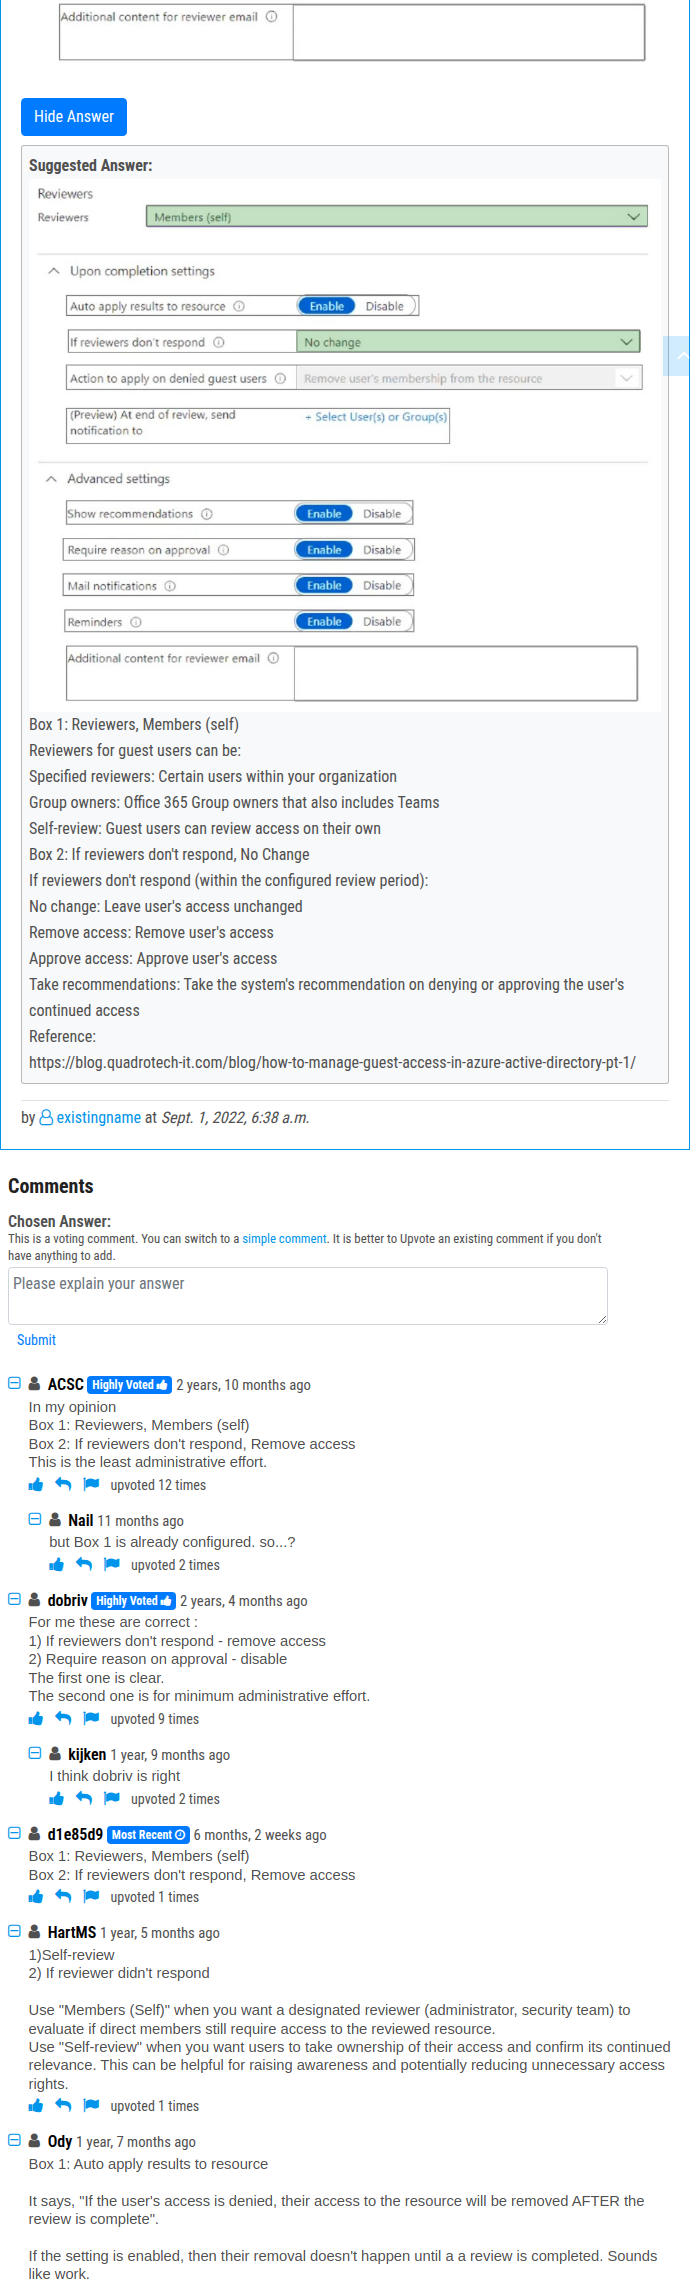 Additional content for reviewer email
Hide Answer
Suggested Answer:
Reviewers
Reviewers Members (self)
Upon completion settings
Auto apply results to resource Enable Disable
If reviewers don't respond No change
Action to apply on denied guest users Remove user's membership from the resource
(Preview) At end of review, send + Select User(s) or Group(s)
notification to
Advanced settings
Show recommendations Enable Disable
Require reason on approval Enable Disable
Mail notifications Enable Disable
Reminders Enable Disable
Additional content for reviewer email
Box 1: Reviewers, Members (self)
Reviewers for guest users can be:
Specified reviewers: Certain users within your organization
Group owners: Office 365 Group owners that also includes Teams
Self-review: Guest users can review access on their own
Box 2: If reviewers don't respond, No Change
If reviewers don't respond (within the configured review period):
No change: Leave user's access unchanged
Remove access: Remove user's access
Approve access: Approve user's access
Take recommendations: Take the system's recommendation on denying or approving the user's
continued access
Reference:
https://blog.quadrotech-it.com/blog/how-to-manage-guest-access-in-azure-active-directory-pt-1/
by existingname at Sept. 1, 2022, 6:38 a.m.
Comments
Chosen Answer:
This is a voting comment. You can switch to a simple comment. It is better to Upvote an existing comment if you don't
have anything to add.
Please explain your answer
Submit
ACSC Highly Voted 2 years, 10 months ago
In my opinion
Box 1: Reviewers, Members (self)
Box 2: If reviewers don't respond, Remove access
This is the least administrative effort.
upvoted 12 times
Nail 11 months ago
but Box 1 is already configured. so...?
upvoted 2 times
dobriv Highly Voted 2 years, 4 months ago
For me these are correct :
1) If reviewers don't respond - remove access
2) Require reason on approval - disable
The first one is clear.
The second one is for minimum administrative effort.
upvoted 9 times
kijken 1 year, 9 months ago
I think dobriv is right
upvoted 2 times
d1e85d9 Most Recent 6 months, 2 weeks ago
Box 1: Reviewers, Members (self)
Box 2: If reviewers don't respond, Remove access
upvoted 1 times
HartMS 1 year, 5 months ago
1)Self-review
2) If reviewer didn't respond
Use "Members (Self)" when you want a designated reviewer (administrator, security team) to
evaluate if direct members still require access to the reviewed resource.
Use "Self-review" when you want users to take ownership of their access and confirm its continued
relevance. This can be helpful for raising awareness and potentially reducing unnecessary access
rights.
upvoted 1 times
Ody 1 year, 7 months ago
Box 1: Auto apply results to resource
It says, "If the user's access is denied, their access to the resource will be removed AFTER the
review is complete".
If the setting is enabled, then their removal doesn't happen until a a review is completed. Sounds
like work.